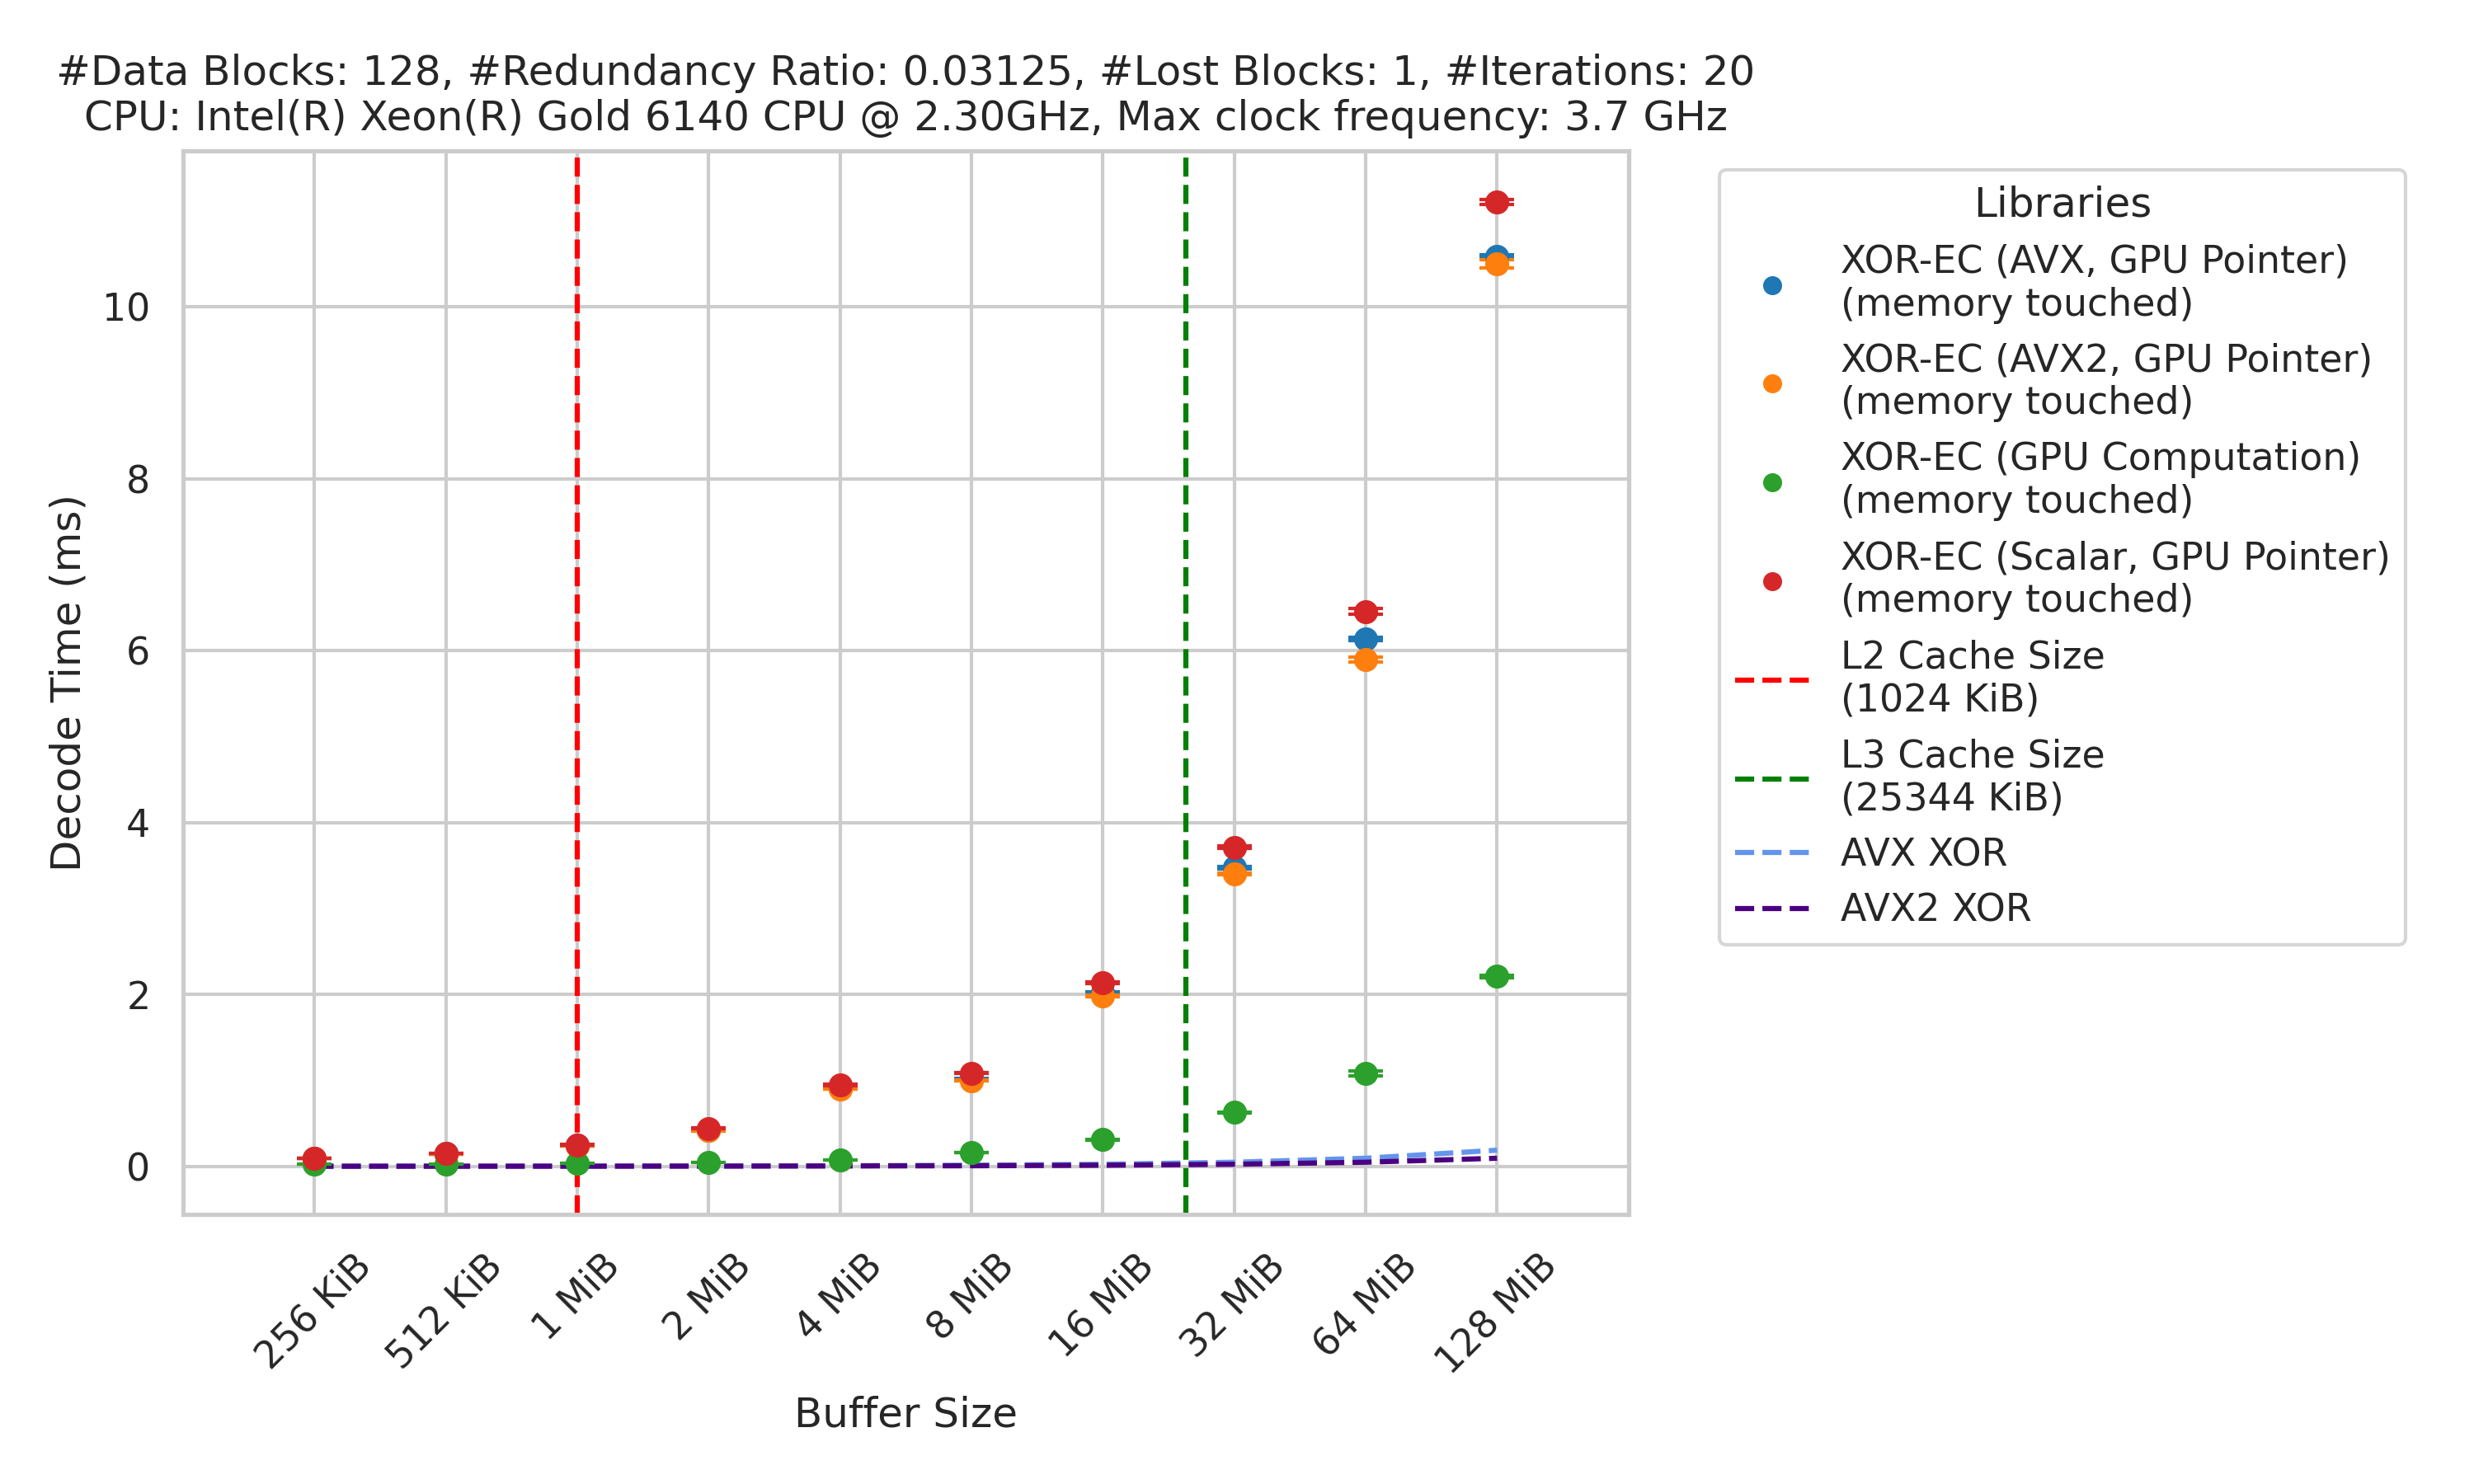 #Data Blocks: 128, #Redundancy Ratio: 0.03125, #Lost Blocks: 1, #Iterations: 20
CPU: Intel(R) Xeon(R) Gold 6140 CPU @ 2.30GHz, Max clock frequency: 3.7 GHz
Decode Time (ms)
10
8
6
4
2
0
256 KiB
512 KiB
1 MiB
2 MiB
4 MiB
8 MiB
16 MiB
32 MiB
64 MiB
128 MiB
Buffer Size
Libraries
XOR-EC (AVX, GPU Pointer)
(memory touched)
XOR-EC (AVX2, GPU Pointer)
(memory touched)
XOR-EC (GPU Computation)
(memory touched)
XOR-EC (Scalar, GPU Pointer)
(memory touched)
L2 Cache Size
(1024 KiB)
L3 Cache Size
(25344 KiB)
AVX XOR
AVX2 XOR